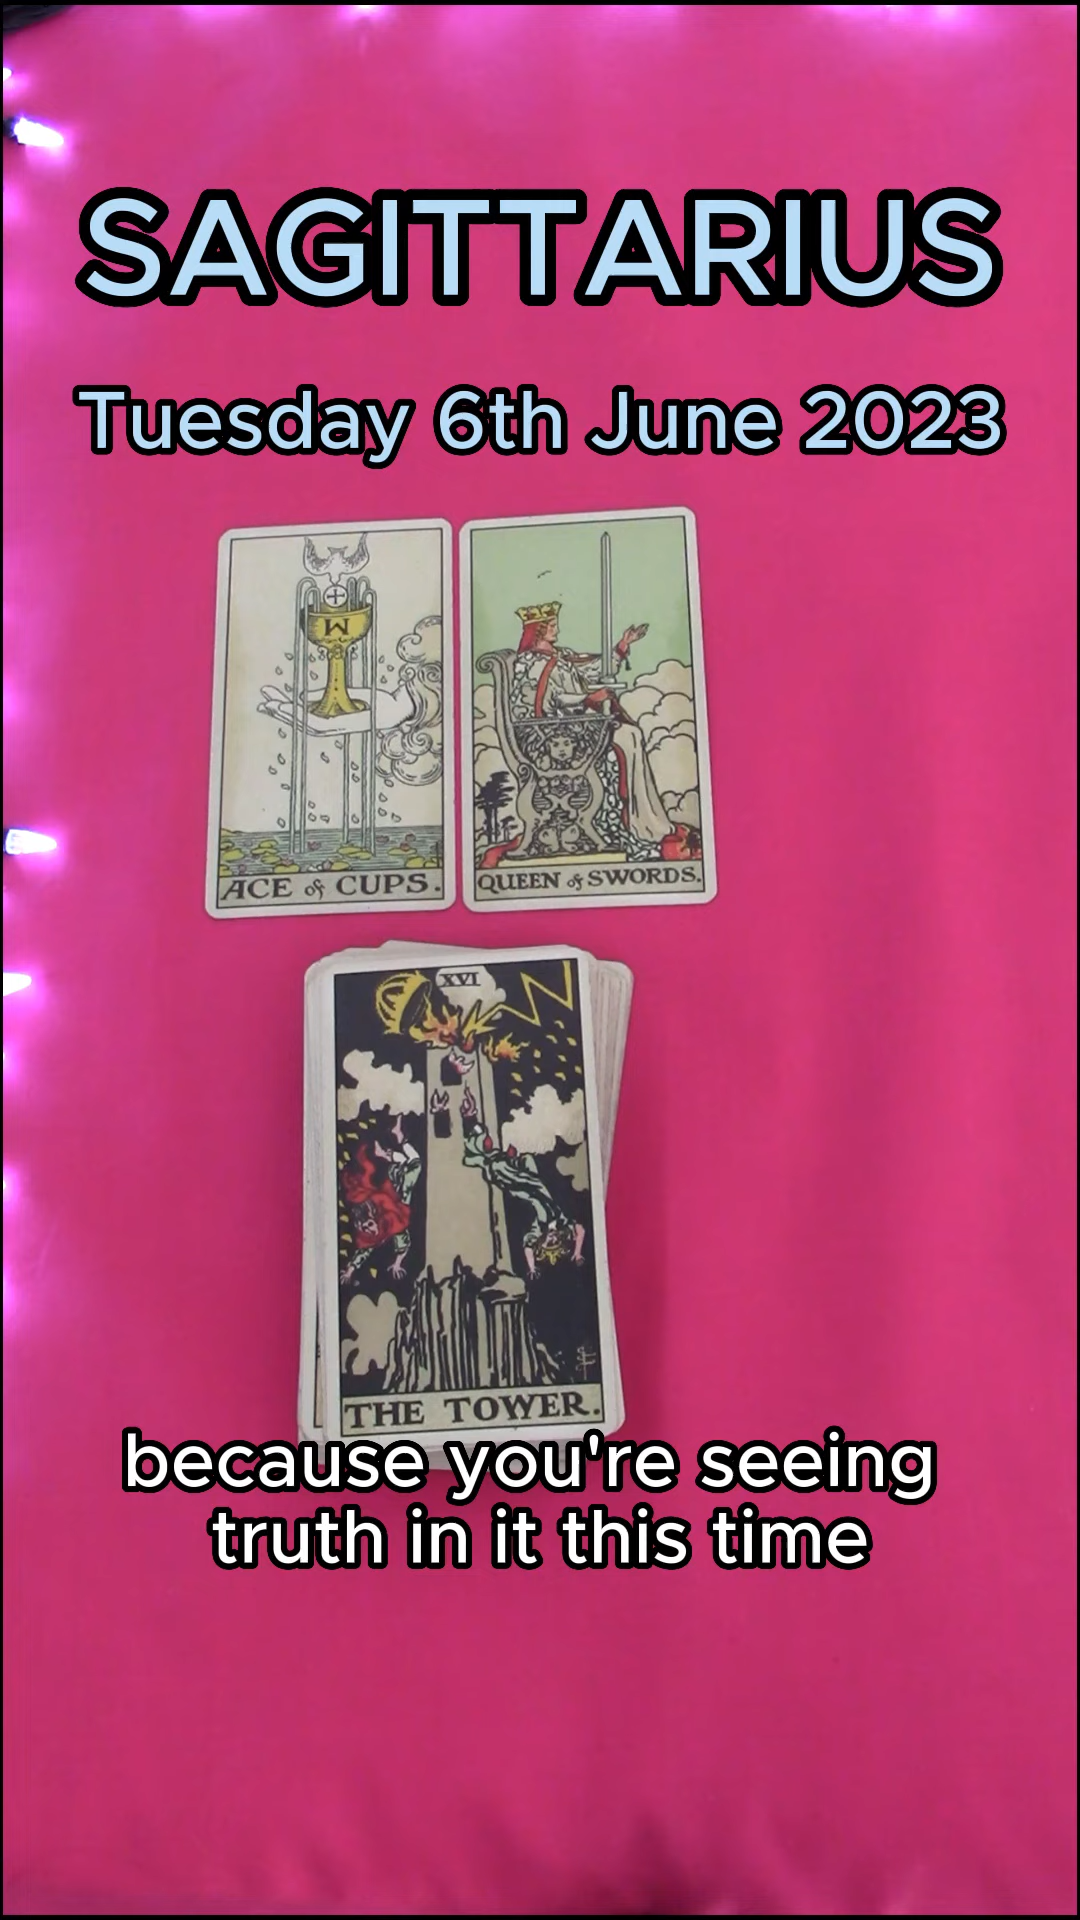 SAGITTARIUS
Tuesday 6th June 2023
W
ACE of CUPS.
QUEEN of SWORDS.
XVI
THE TOWER.
because you're seeing
truth in it this time